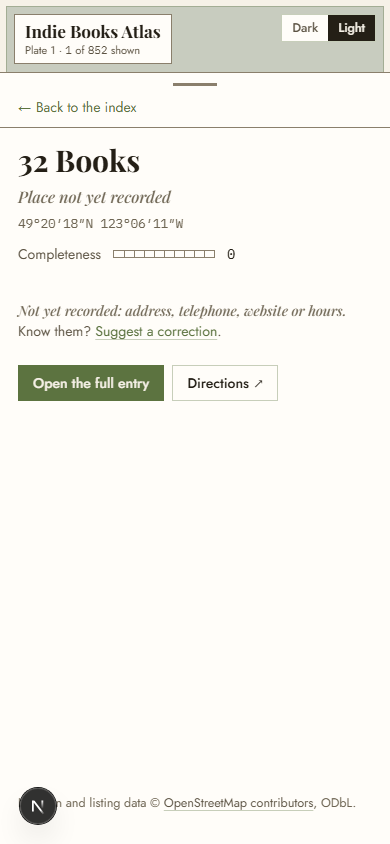 Indie Books Atlas
Plate 1 · 1 of 852 shown
Dark Light
← Back to the index
32 Books
Place not yet recorded
49°20′18″N 123°06′11″W
Completeness 0
Not yet recorded: address, telephone, website or hours.
Know them? Suggest a correction.
Open the full entry
Directions ↗
N
and listing data © OpenStreetMap contributors, ODbL.